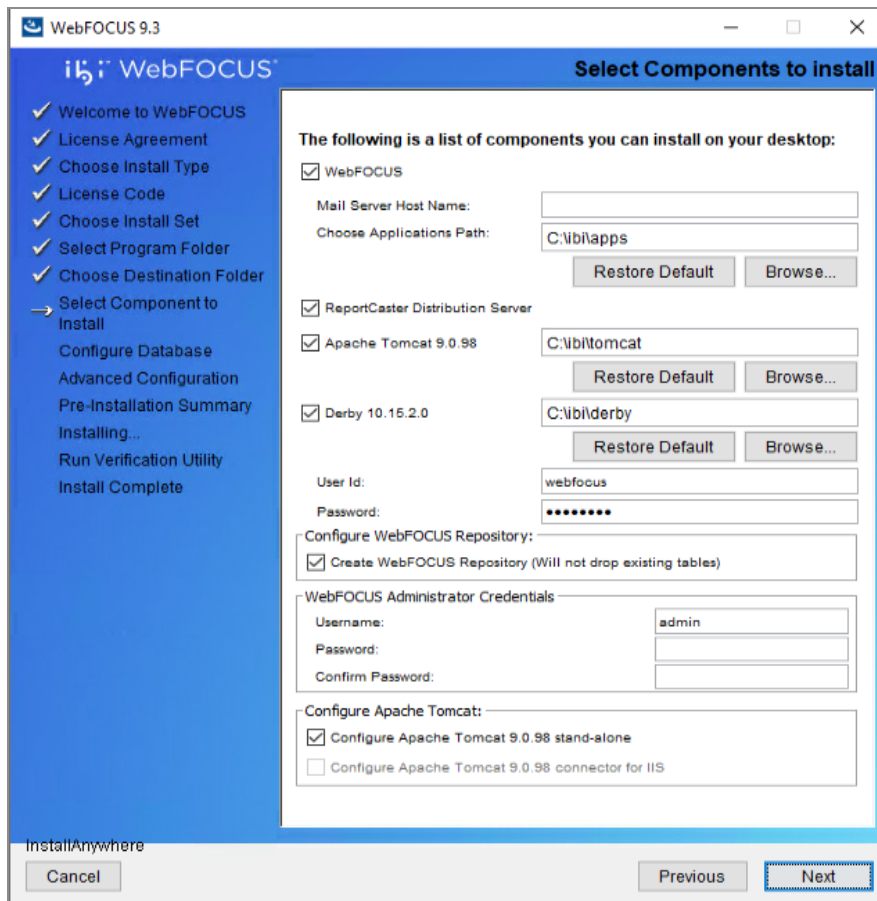 WebFOCUS 9.3
ibi WebFOCUS®
Select Components to install
Welcome to WebFOCUS
License Agreement
Choose Install Type
License Code
Choose Install Set
Select Program Folder
Choose Destination Folder
Select Component to
Install
Configure Database
Advanced Configuration
Pre-Installation Summary
Installing...
Run Verification Utility
Install Complete
The following is a list of components you can install on your desktop:
WebFOCUS
Mail Server Host Name:
Choose Applications Path: C:\ibi\apps
Restore Default Browse...
ReportCaster Distribution Server
Apache Tomcat 9.0.98 C:\ibi\tomcat
Restore Default Browse...
Derby 10.15.2.0 C:\ibi\derby
Restore Default Browse...
User Id: webfocus
Password: ••••••••
Configure WebFOCUS Repository:
Create WebFOCUS Repository (Will not drop existing tables)
WebFOCUS Administrator Credentials
Username: admin
Password:
Confirm Password:
Configure Apache Tomcat:
Configure Apache Tomcat 9.0.98 stand-alone
Configure Apache Tomcat 9.0.98 connector for IIS
InstallAnywhere
Cancel Previous Next